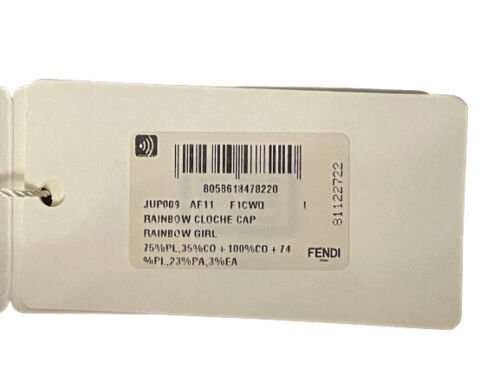 8058618478220
JUP009 AF11 F1CWQ 1
RAINBOW CLOCHE CAP
RAINBOW GIRL
75%PL,35%CO + 100%CO + 74
%PL,23%PA,3%EA
FENDI
81122722